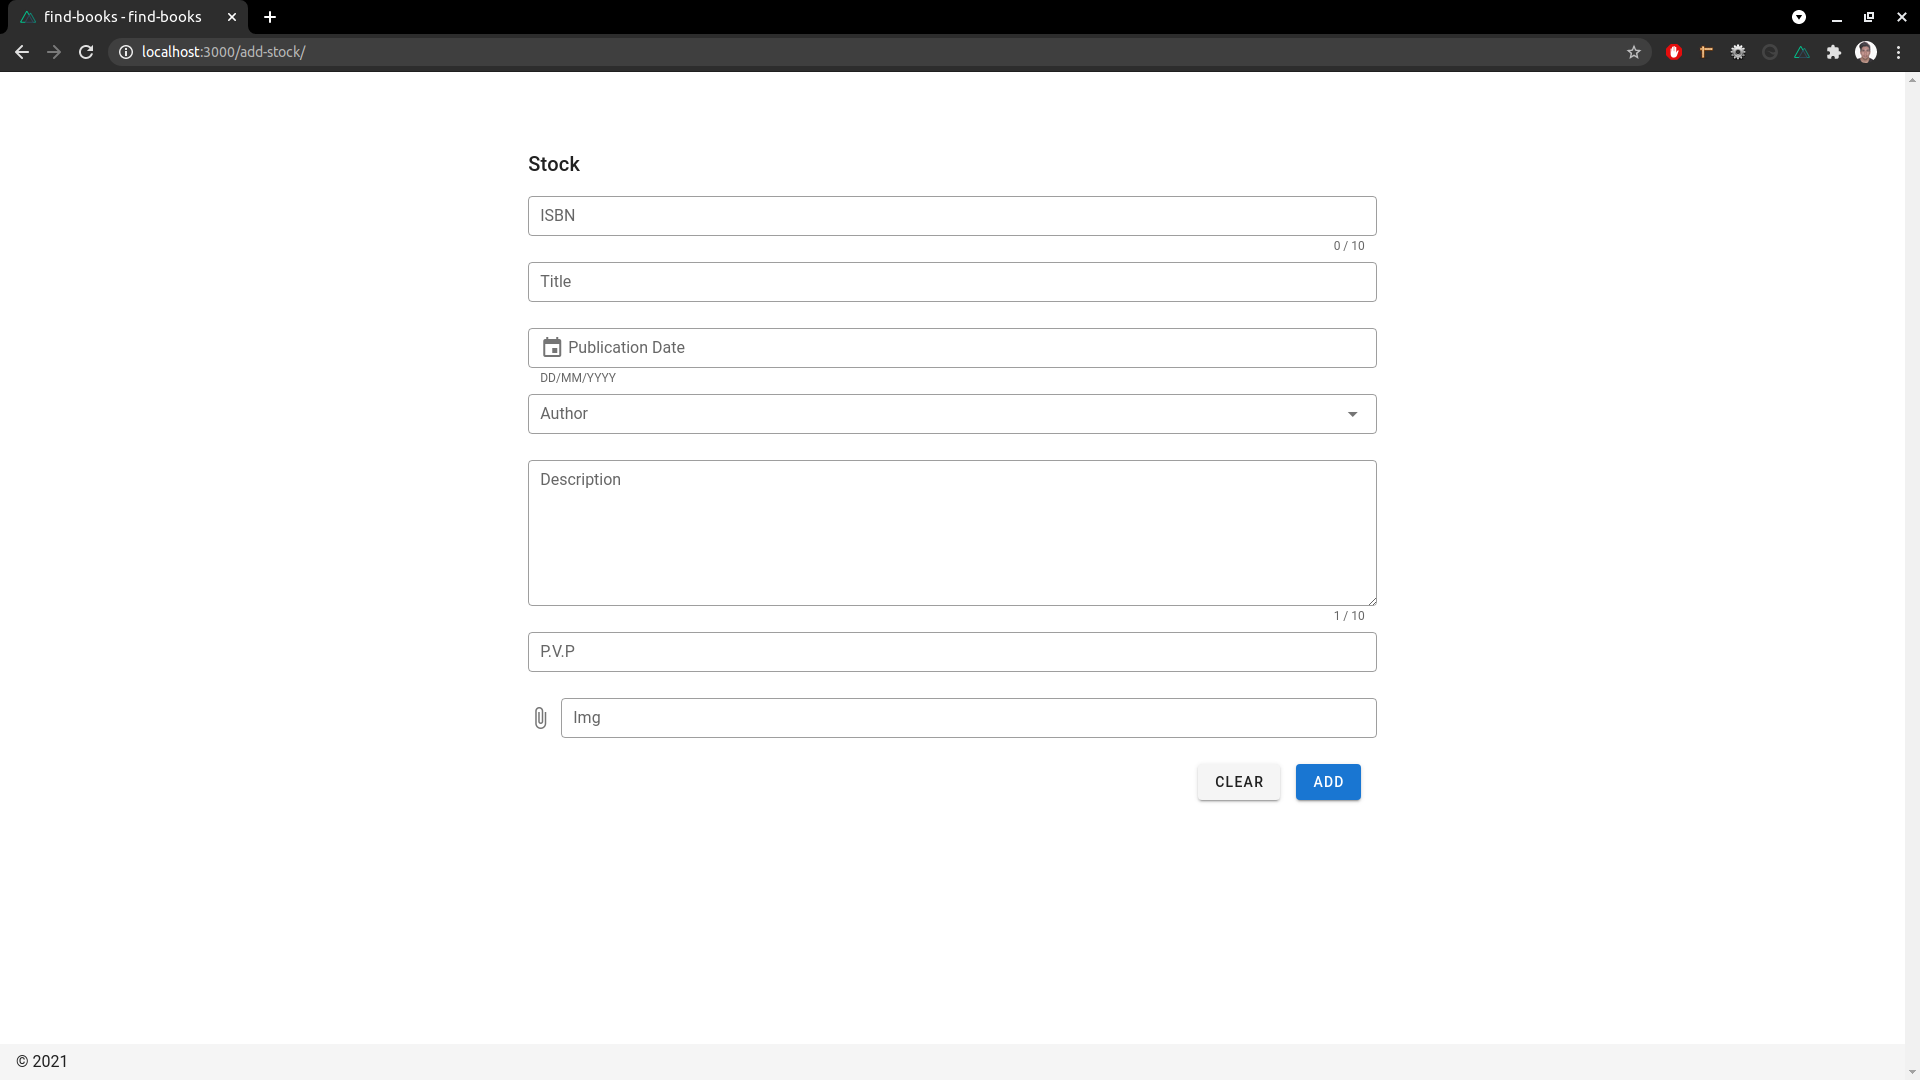 find-books - find-books
localhost:3000/add-stock/
Stock
ISBN
0 / 10
Title
Publication Date
DD/MM/YYYY
Author
Description
1 / 10
P.V.P
Img
CLEAR
ADD
© 2021